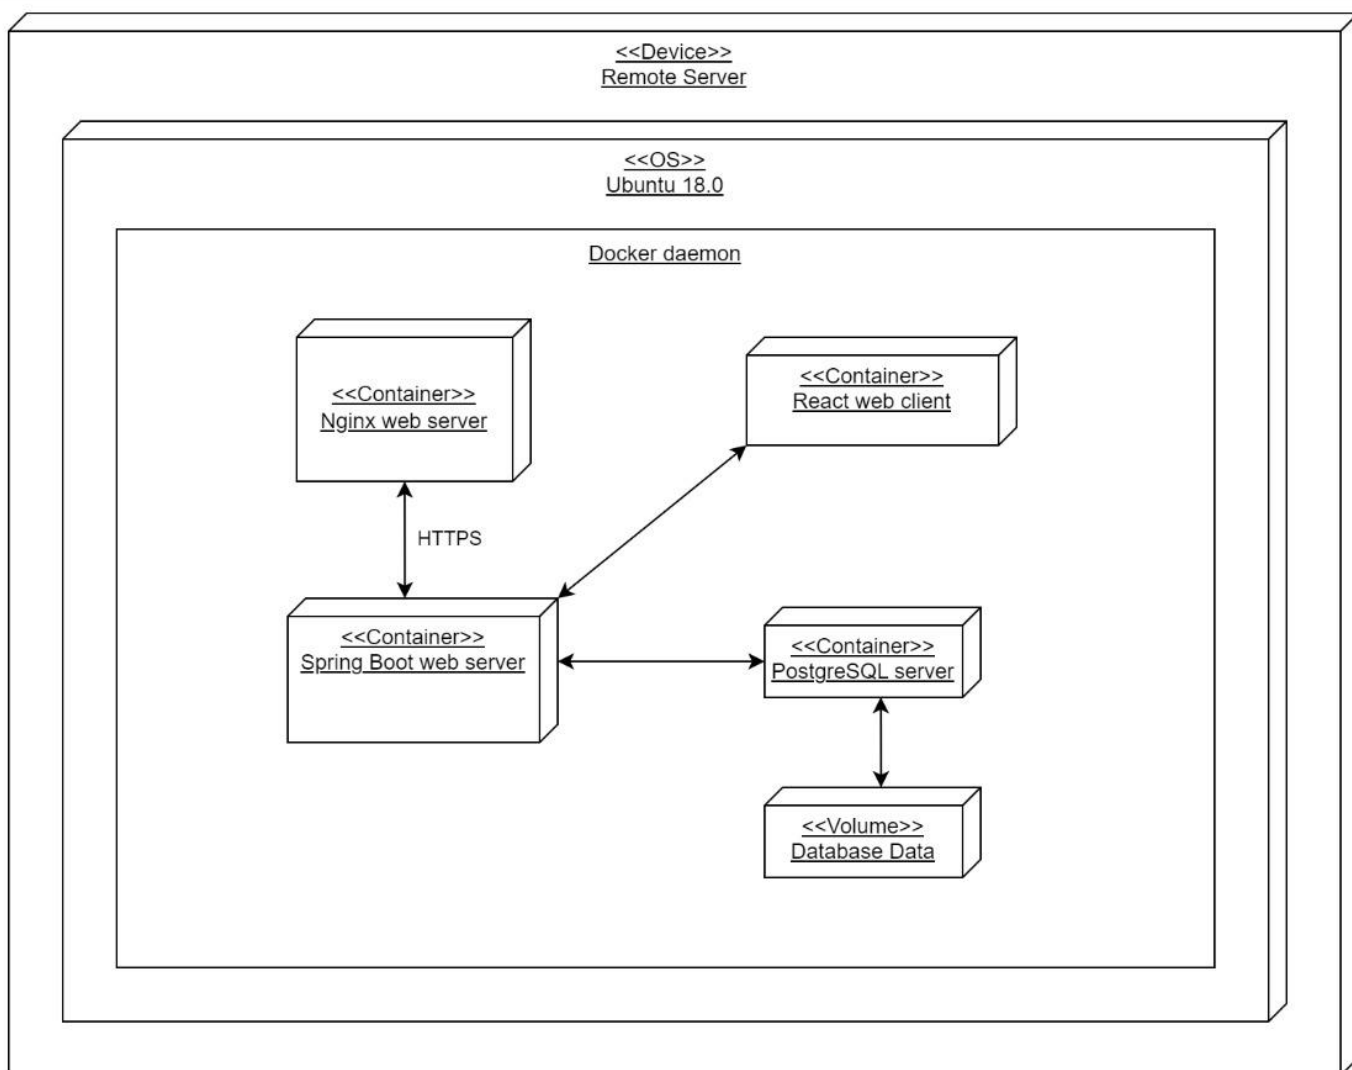 <<Device>>
Remote Server
<<OS>>
Ubuntu 18.0
Docker daemon
<<Container>>
Nginx web server
<<Container>>
React web client
HTTPS
<<Container>>
Spring Boot web server
<<Container>>
PostgreSQL server
<<Volume>>
Database Data